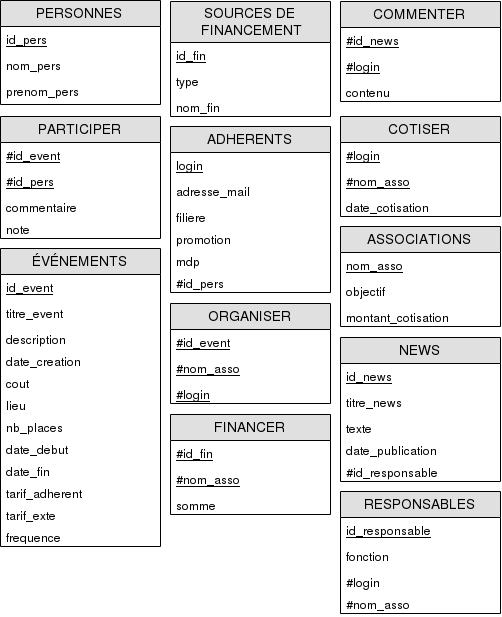 PERSONNES
id_pers
nom_pers
prenom_pers
PARTICIPER
#id_event
#id_pers
commentaire
note
ÉVÉNEMENTS
id_event
titre_event
description
date_creation
cout
lieu
nb_places
date_debut
date_fin
tarif_adherent
tarif_exte
frequence
SOURCES DE
FINANCEMENT
id_fin
type
nom_fin
ADHERENTS
login
adresse_mail
filiere
promotion
mdp
#id_pers
ORGANISER
#id_event
#nom_asso
#login
FINANCER
#id_fin
#nom_asso
somme
COMMENTER
#id_news
#login
contenu
COTISER
#login
#nom_asso
date_cotisation
ASSOCIATIONS
nom_asso
objectif
montant_cotisation
NEWS
id_news
titre_news
texte
date_publication
#id_responsable
RESPONSABLES
id_responsable
fonction
#login
#nom_asso